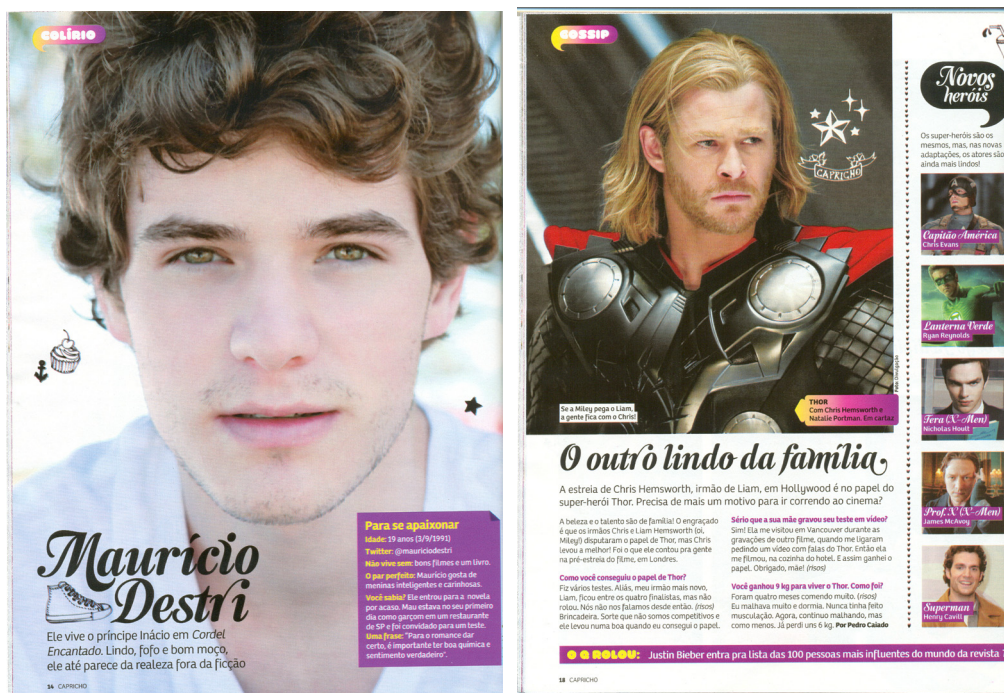 COLÍRIO
Maurício
Destri
Ele vive o príncipe Inácio em Cordel
Encantado. Lindo, fofo e bom moço,
ele até parece da realeza fora da ficção
Para se apaixonar
Idade: 19 anos (3/9/1991)
Twitter: @mauriciodestri
Não vive sem: bons filmes e um livro.
O par perfeito: Maurício gosta de
meninas inteligentes e carinhosas.
Você sabia? Ele entrou para a novela
por acaso. Mau estava no seu primeiro
dia como garçom em um restaurante
de SP e foi convidado para um teste.
Uma frase: "Para o romance dar
certo, é importante ter boa química e
sentimento verdadeiro".
14 CAPRICHO
GOSSIP
CAPRICHO
Se a Miley pega o Liam,
a gente fica com o Chris!
THOR
Com Chris Hemsworth e
Natalie Portman. Em cartaz
O outro lindo da família
A estreia de Chris Hemsworth, irmão de Liam, em Hollywood é no papel do
super-herói Thor. Precisa de mais um motivo para ir correndo ao cinema?
A beleza e o talento são de família! O engraçado
é que os irmãos Chris e Liam Hemsworth (oi,
Miley!) disputaram o papel de Thor, mas Chris
levou a melhor! Foi o que ele contou pra gente
na pré-estreia do filme, em Londres.
Como você conseguiu o papel de Thor?
Fiz vários testes. Aliás, meu irmão mais novo,
Liam, ficou entre os quatro finalistas, mas não
rolou. Nós não nos falamos desde então. (risos)
Brincadeira. Sorte que não somos competitivos e
ele levou numa boa quando eu consegui o papel.
Sério que a sua mãe gravou seu teste em vídeo?
Sim! Ela me visitou em Vancouver durante as
gravações de outro filme, quando me ligaram
pedindo um vídeo com falas do Thor. Então ela
me filmou, na cozinha do hotel. E assim ganhei o
papel. Obrigado, mãe! (risos)
Você ganhou 9 kg para viver o Thor. Como foi?
Foram quatro meses comendo muito. (risos)
Eu malhava muito e dormia. Nunca tinha feito
musculação. Agora, continuo malhando, mas
como menos. Já perdi uns 6 kg. Por Pedro Caiado
Novos
heróis
Os super-heróis são os
mesmos, mas, nas novas
adaptações, os atores são
ainda mais lindos!
Capitão América
Chris Evans
Lanterna Verde
Ryan Reynolds
Fera (X-Men)
Nicholas Hoult
Prof. X (X-Men)
James McAvoy
Superman
Henry Cavill
O Q ROLOU: Justin Bieber entra pra lista das 100 pessoas mais influentes do mundo da revista
18 CAPRICHO